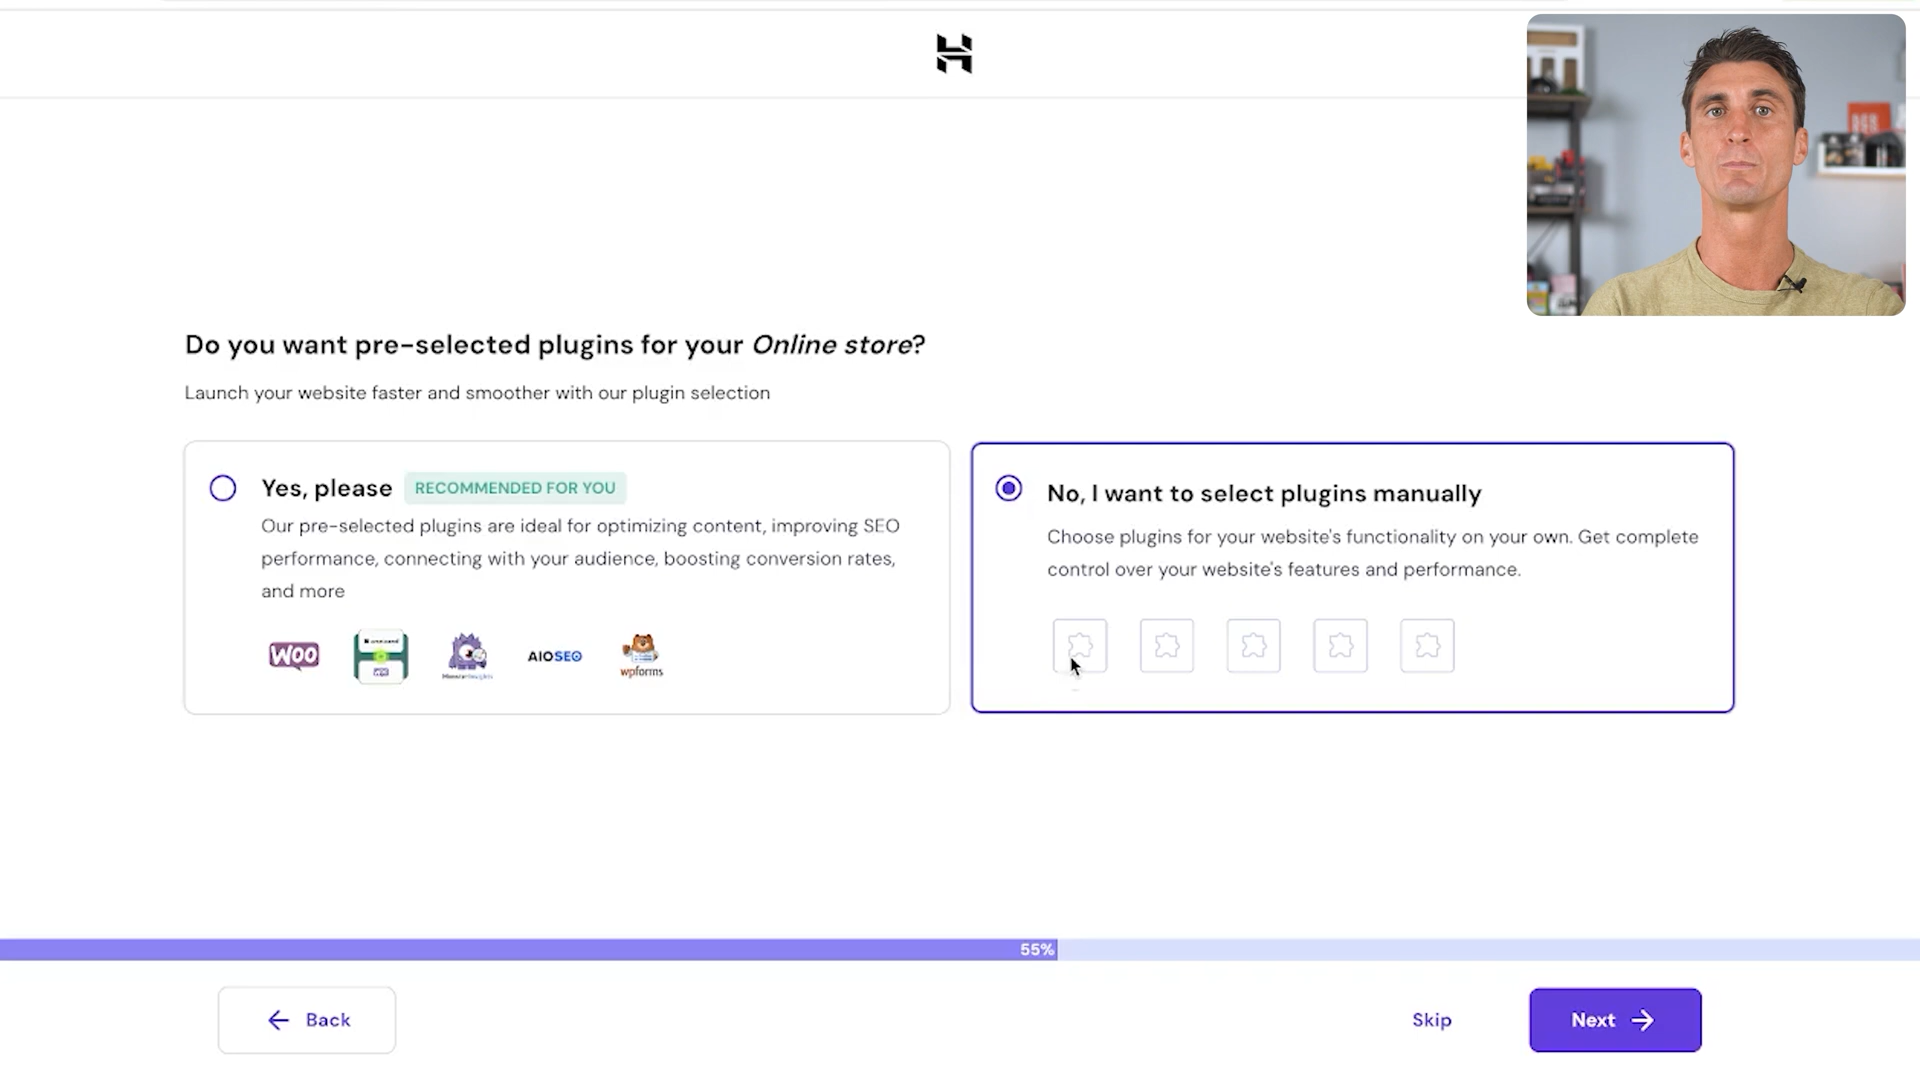 Do you want pre-selected plugins for your Online store?
Launch your website faster and smoother with our plugin selection
Yes, please RECOMMENDED FOR YOU
Our pre-selected plugins are ideal for optimizing content, improving SEO
performance, connecting with your audience, boosting conversion rates,
and more
WOO
AIOSEO
wpforms
No, I want to select plugins manually
Choose plugins for your website's functionality on your own. Get complete
control over your website's features and performance.
55%
Back
Skip
Next